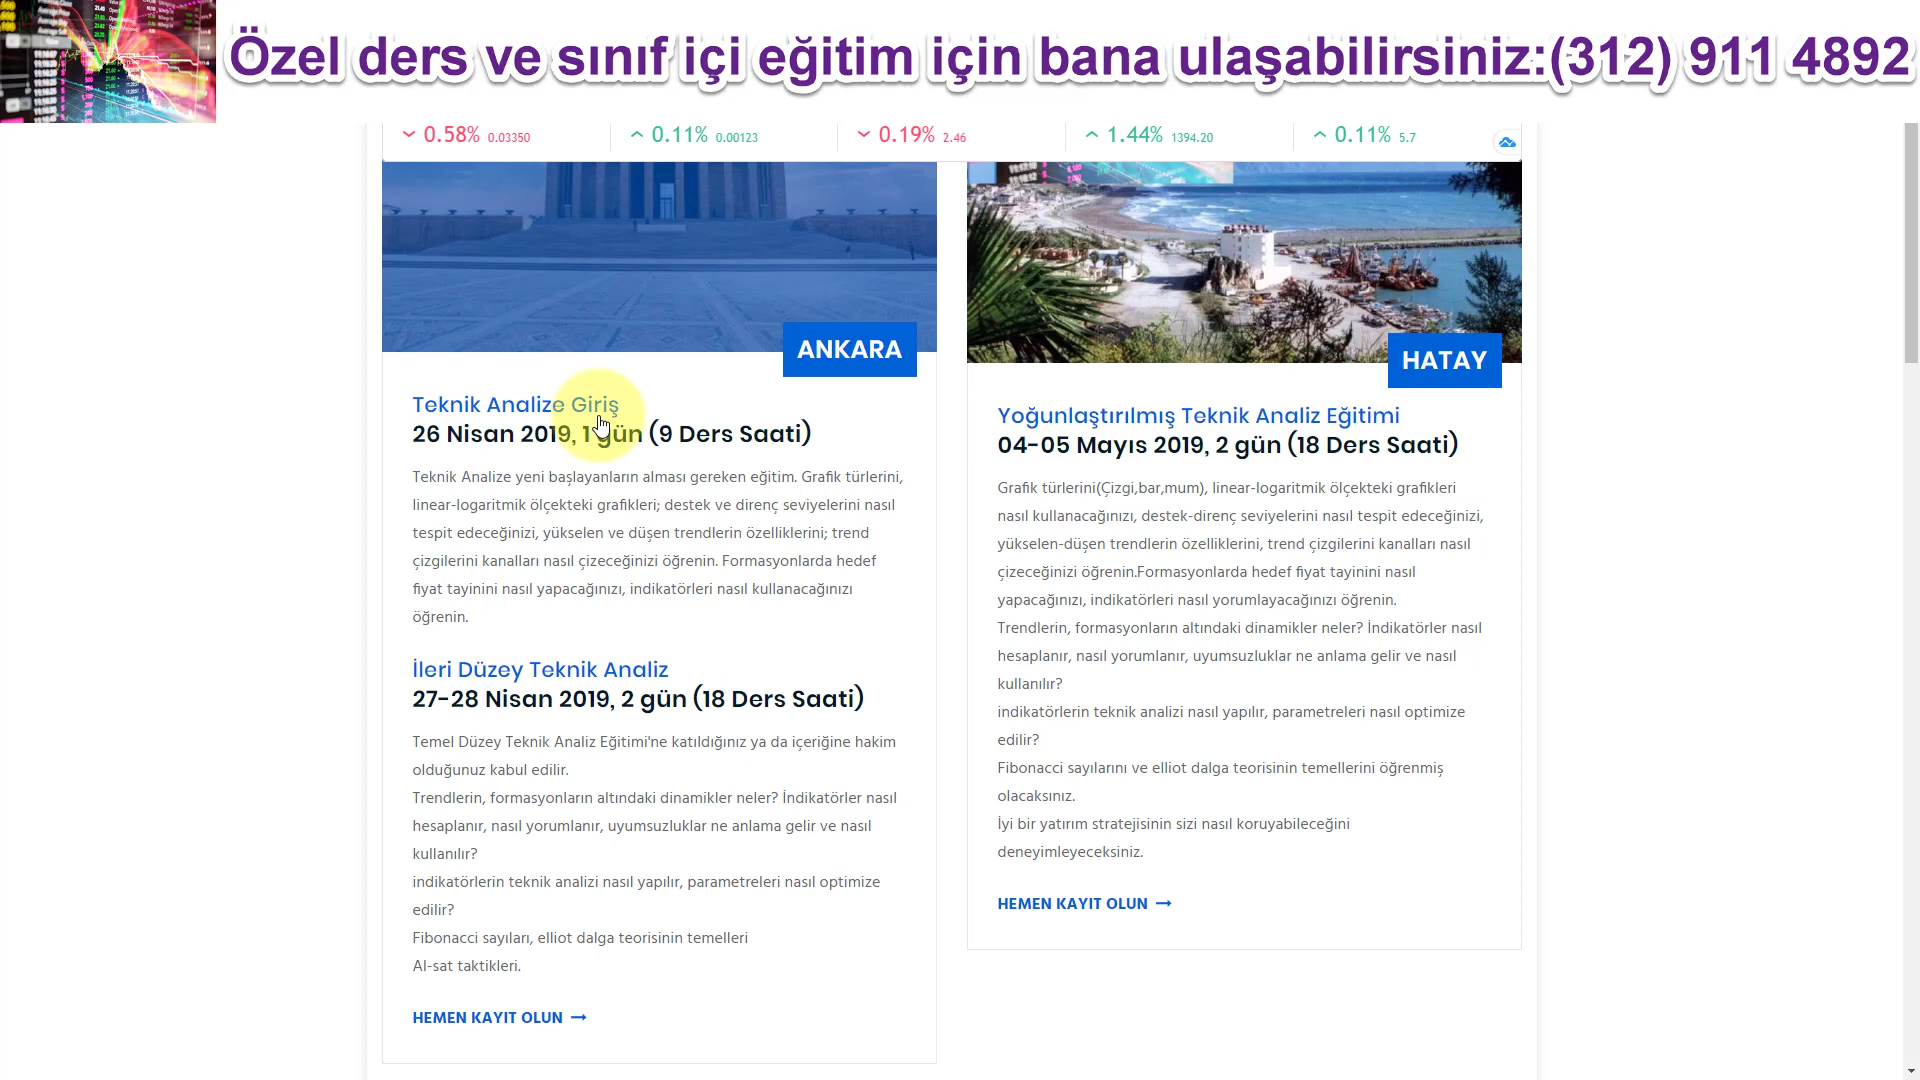 Özel ders ve sınıf içi eğitim için bana ulaşabilirsiniz:(312) 911 4892
0.58% 0.03350
0.11% 0.00123
0.19% 2.46
1.44% 1394.20
0.11% 5.7
ANKARA
Teknik Analize Giriş
26 Nisan 2019, 1 gün (9 Ders Saati)
Teknik Analize yeni başlayanların alması gereken eğitim. Grafik türlerini,
linear-logaritmik ölçekteki grafikleri; destek ve direnç seviyelerini nasıl
tespit edeceğinizi, yükselen ve düşen trendlerin özelliklerini; trend
çizgilerini kanalları nasıl çizeceğinizi öğrenin. Formasyonlarda hedef
fiyat tayinini nasıl yapacağınızı, indikatörleri nasıl kullanacağınızı
öğrenin.
İleri Düzey Teknik Analiz
27-28 Nisan 2019, 2 gün (18 Ders Saati)
Temel Düzey Teknik Analiz Eğitimi'ne katıldığınız ya da içeriğine hakim
olduğunuz kabul edilir.
Trendlerin, formasyonların altındaki dinamikler neler? İndikatörler nasıl
hesaplanır, nasıl yorumlanır, uyumsuzluklar ne anlama gelir ve nasıl
kullanılır?
indikatörlerin teknik analizi nasıl yapılır, parametreleri nasıl optimize
edilir?
Fibonacci sayıları, elliot dalga teorisinin temelleri
Al-sat taktikleri.
HEMEN KAYIT OLUN
HATAY
Yoğunlaştırılmış Teknik Analiz Eğitimi
04-05 Mayıs 2019, 2 gün (18 Ders Saati)
Grafik türlerini(Çizgi,bar,mum), linear-logaritmik ölçekteki grafikleri
nasıl kullanacağınızı, destek-direnç seviyelerini nasıl tespit edeceğinizi,
yükselen-düşen trendlerin özelliklerini, trend çizgilerini kanalları nasıl
çizeceğinizi öğrenin.Formasyonlarda hedef fiyat tayinini nasıl
yapacağınızı, indikatörleri nasıl yorumlayacağınızı öğrenin.
Trendlerin, formasyonların altındaki dinamikler neler? İndikatörler nasıl
hesaplanır, nasıl yorumlanır, uyumsuzluklar ne anlama gelir ve nasıl
kullanılır?
indikatörlerin teknik analizi nasıl yapılır, parametreleri nasıl optimize
edilir?
Fibonacci sayılarını ve elliot dalga teorisinin temellerini öğrenmiş
olacaksınız.
İyi bir yatırım stratejisinin sizi nasıl koruyabileceğini
deneyimleyeceksiniz.
HEMEN KAYIT OLUN